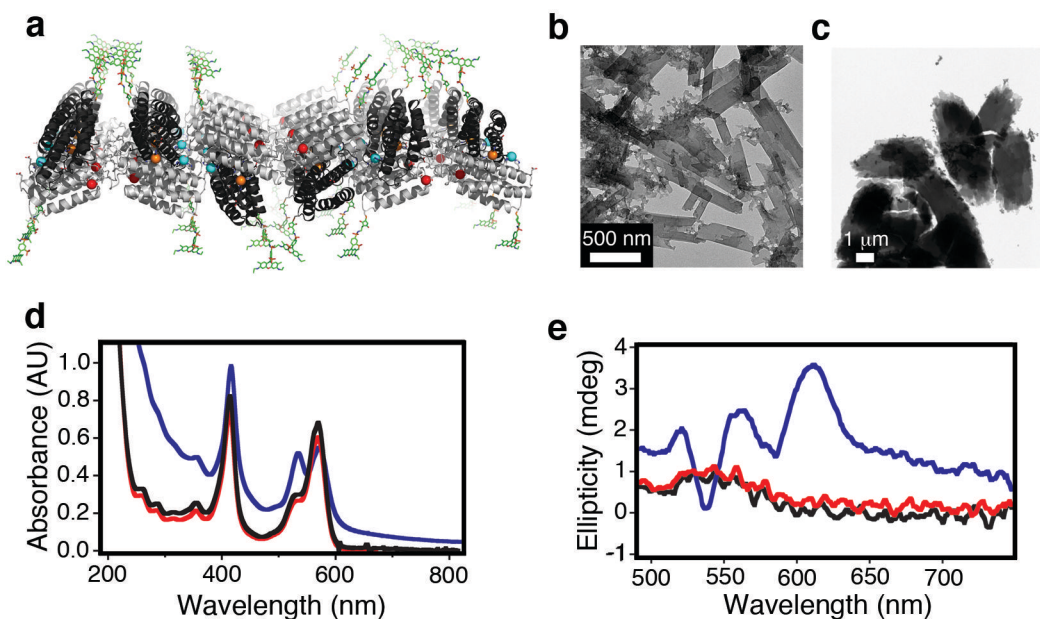 a
b
c
500 nm
1 μm
d
e
Absorbance (AU)
1.0
0.8
0.6
0.4
0.2
0.0
200
400
600
800
Wavelength (nm)
Ellipticity (mdeg)
4
3
2
1
0
-1
500
550
600
650
700
Wavelength (nm)